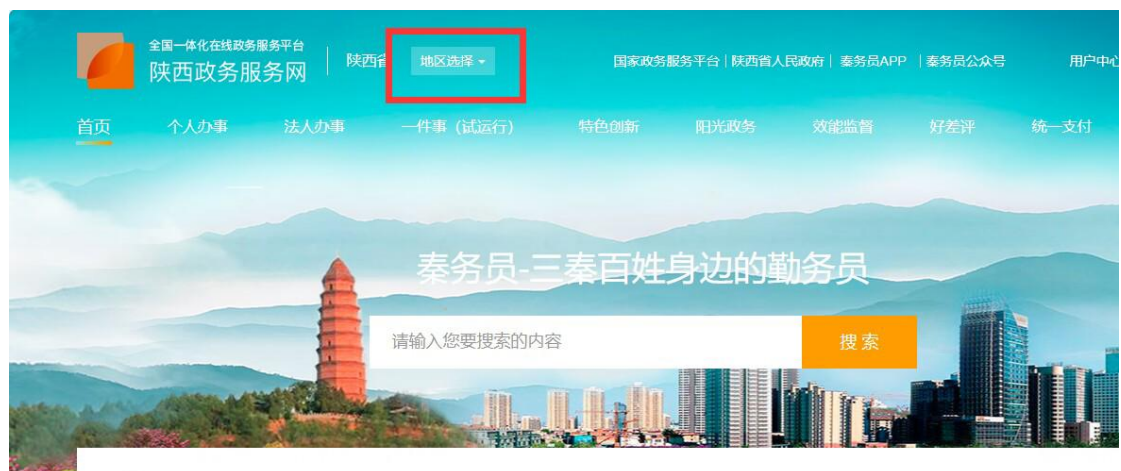 全国一体化在线政务服务平台
陕西政务服务网
陕西省 地区选择
国家政务服务平台 | 陕西省人民政府 | 秦务员APP | 秦务员公众号 用户中心
首页 个人办事 法人办事 一件事（试运行） 特色创新 阳光政务 效能监督 好差评 统一支付
秦务员-三秦百姓身边的勤务员
请输入您要搜索的内容 搜索